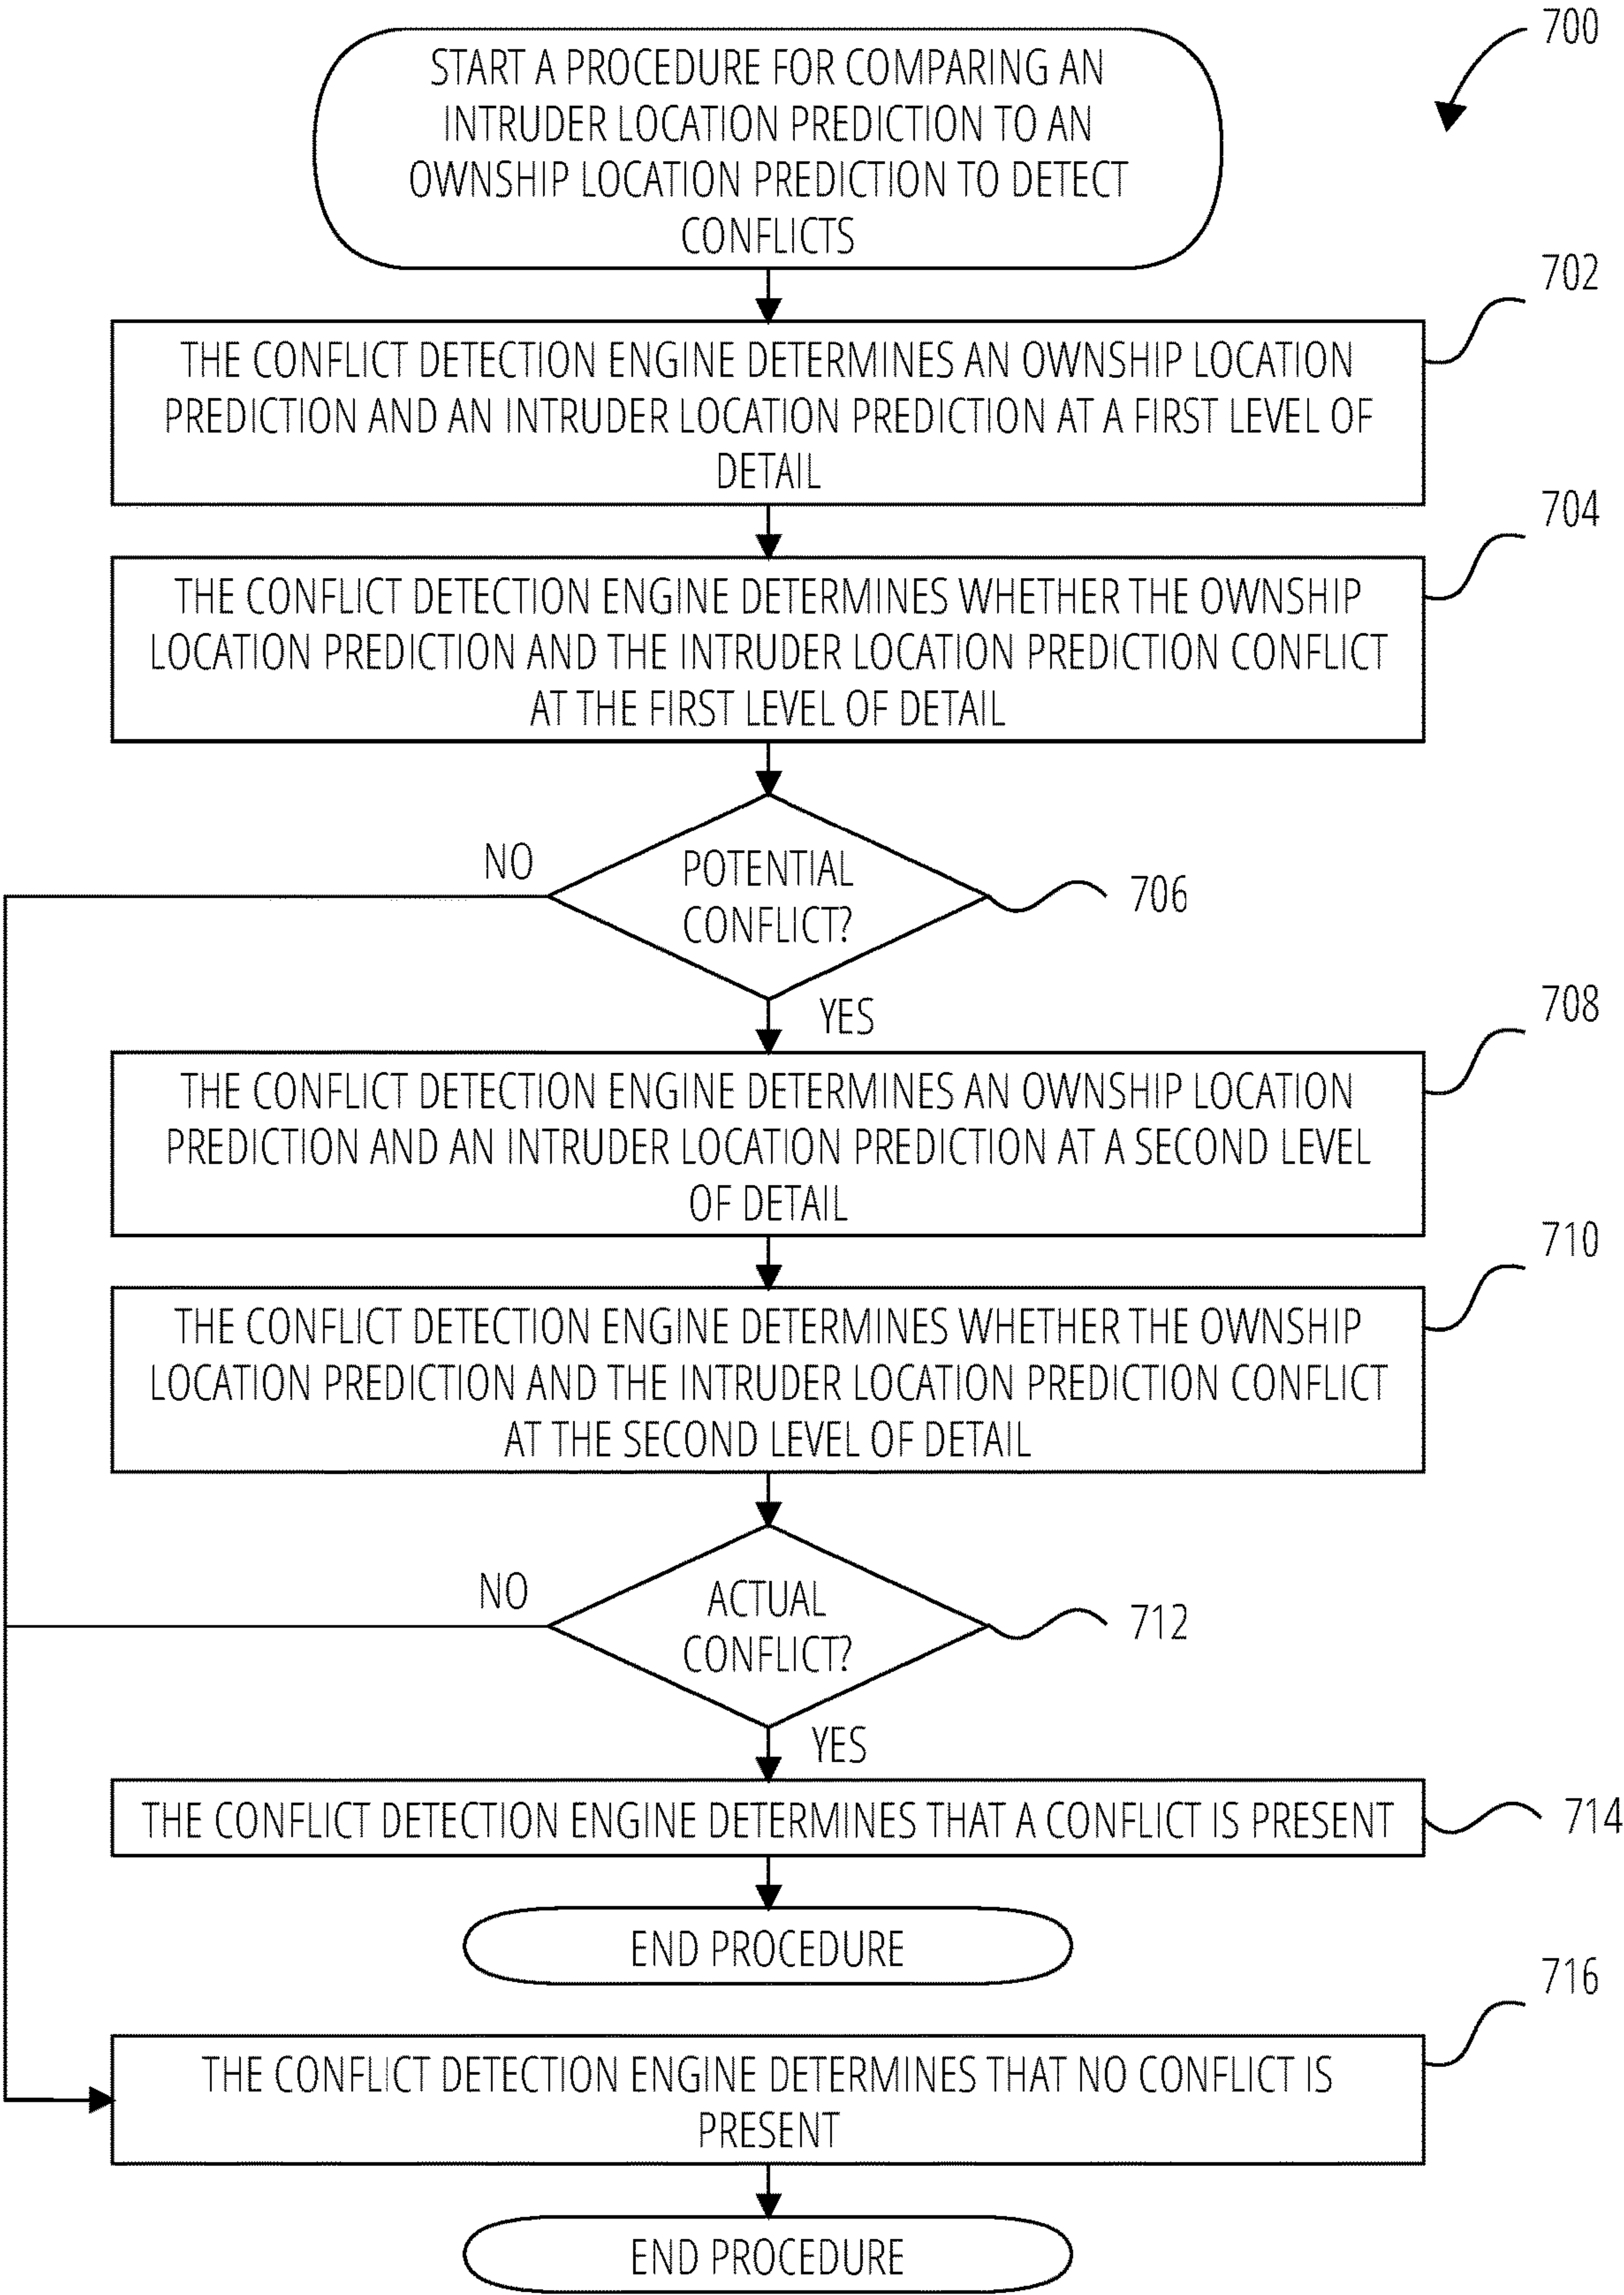 700
START A PROCEDURE FOR COMPARING AN
INTRUDER LOCATION PREDICTION TO AN
OWNSHIP LOCATION PREDICTION TO DETECT
CONFLICTS
702
THE CONFLICT DETECTION ENGINE DETERMINES AN OWNSHIP LOCATION
PREDICTION AND AN INTRUDER LOCATION PREDICTION AT A FIRST LEVEL OF
DETAIL
704
THE CONFLICT DETECTION ENGINE DETERMINES WHETHER THE OWNSHIP
LOCATION PREDICTION AND THE INTRUDER LOCATION PREDICTION CONFLICT
AT THE FIRST LEVEL OF DETAIL
NO
POTENTIAL
CONFLICT?
706
YES
708
THE CONFLICT DETECTION ENGINE DETERMINES AN OWNSHIP LOCATION
PREDICTION AND AN INTRUDER LOCATION PREDICTION AT A SECOND LEVEL
OF DETAIL
710
THE CONFLICT DETECTION ENGINE DETERMINES WHETHER THE OWNSHIP
LOCATION PREDICTION AND THE INTRUDER LOCATION PREDICTION CONFLICT
AT THE SECOND LEVEL OF DETAIL
NO
ACTUAL
CONFLICT?
712
YES
THE CONFLICT DETECTION ENGINE DETERMINES THAT A CONFLICT IS PRESENT
714
END PROCEDURE
716
THE CONFLICT DETECTION ENGINE DETERMINES THAT NO CONFLICT IS
PRESENT
END PROCEDURE